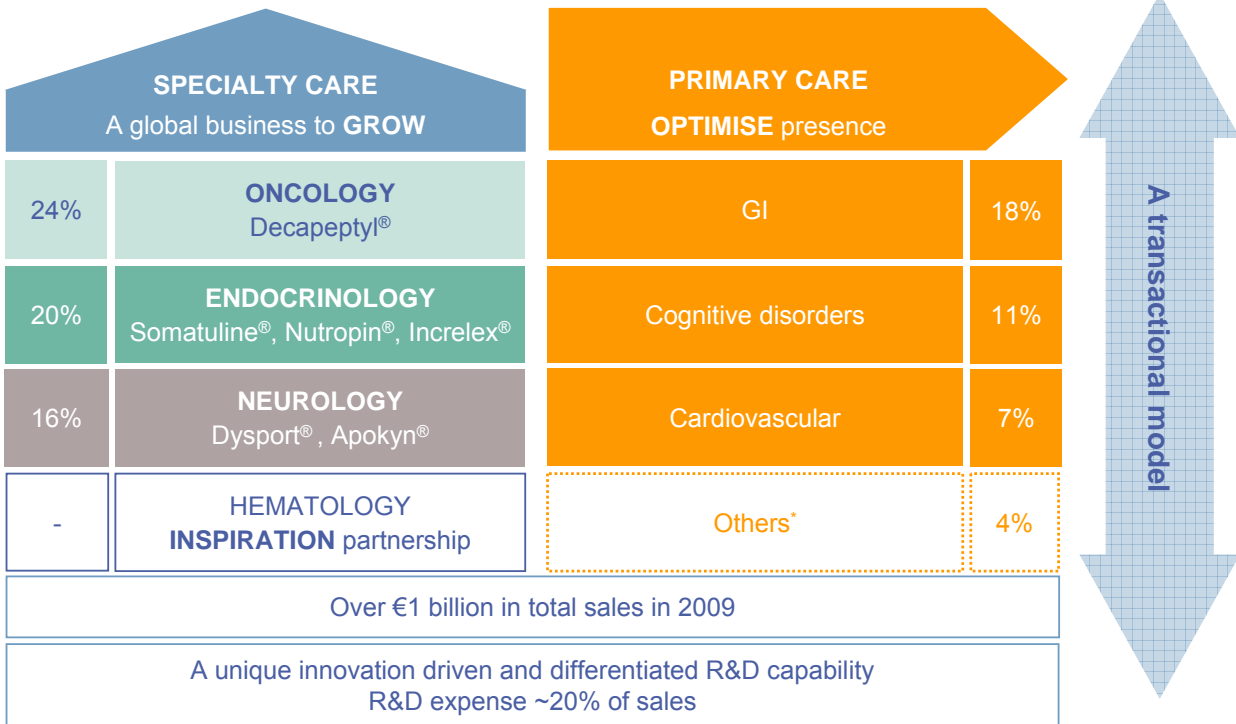 SPECIALTY CARE
A global business to GROW
PRIMARY CARE
OPTIMISE presence
24%
ONCOLOGY
Decapeptyl®
GI
18%
20%
ENDOCRINOLOGY
Somatuline®, Nutropin®, Increlex®
Cognitive disorders
11%
16%
NEUROLOGY
Dysport® , Apokyn®
Cardiovascular
7%
-
HEMATOLOGY
INSPIRATION partnership
Others*
4%
Over €1 billion in total sales in 2009
A unique innovation driven and differentiated R&D capability
R&D expense ~20% of sales
A transactional model